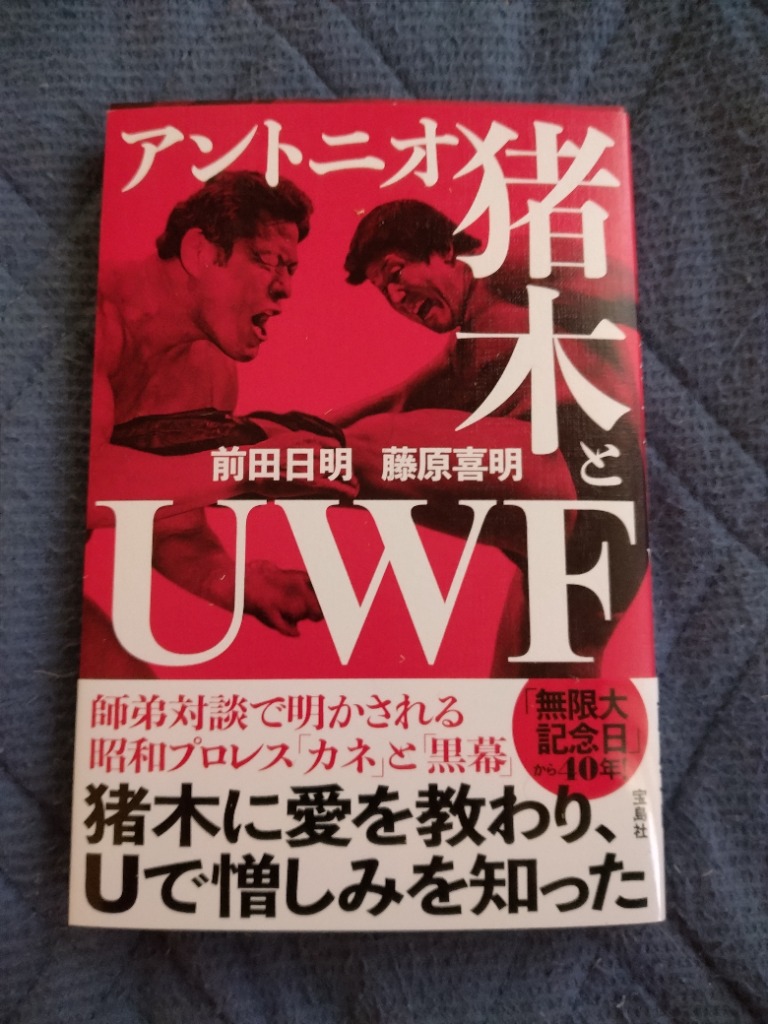 アントニオ
猪木と
UWF
前田日明 藤原喜明
師弟対談で明かされる
昭和プロレス「カネ」と「黒幕」
「無限大
記念日」
から40年！
猪木に愛を教わり、
Uで憎しみを知った
宝島社